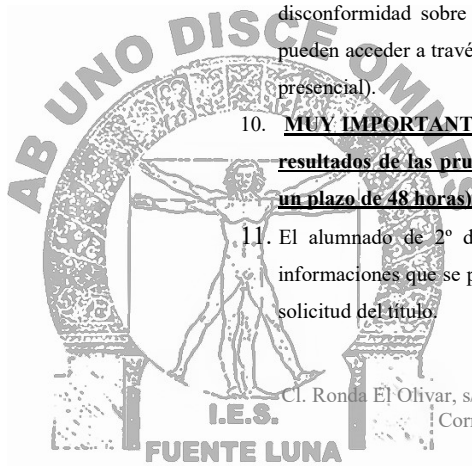 disconformidad sobre
pueden acceder a travé
presencial).
10. MUY IMPORTANT
resultados de las pru
un plazo de 48 horas)
11. El alumnado de 2º d
informaciones que se p
solicitud del título.
AB UNO DISCE OMNES
I.E.S.
FUENTE LUNA
Cl. Ronda El Olivar, s/
Corr